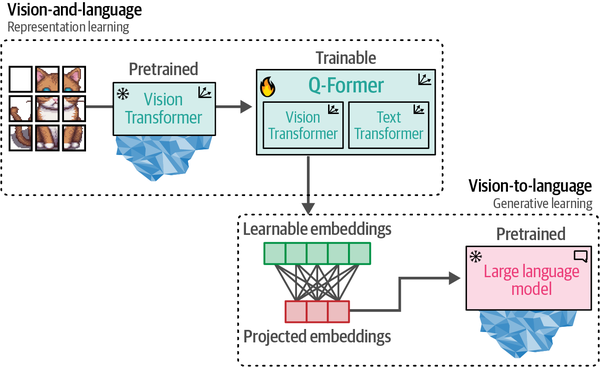 Vision-and-language
Representation learning
Pretrained
Vision
Transformer
Trainable
Q-Former
Vision
Transformer
Text
Transformer
Vision-to-language
Generative learning
Learnable embeddings
Projected embeddings
Pretrained
Large language
model